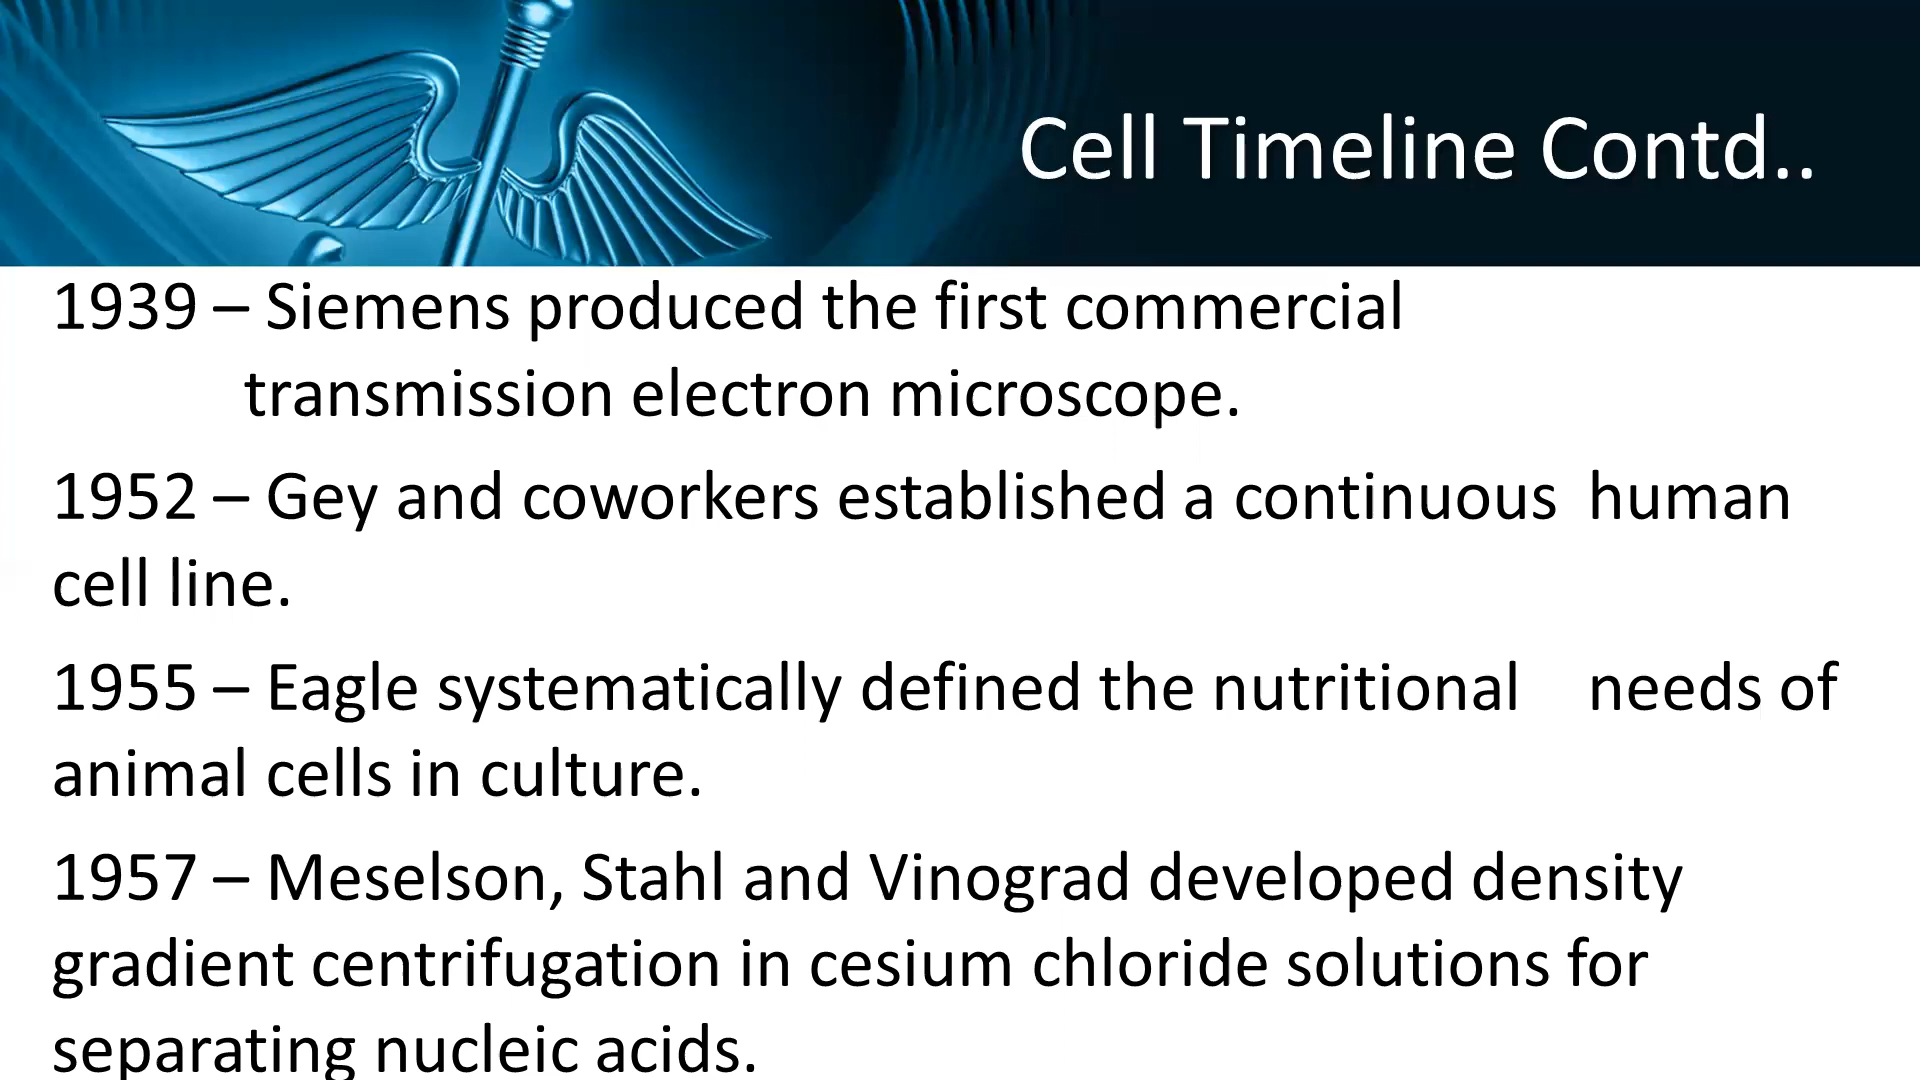 Cell Timeline Contd..
1939 – Siemens produced the first commercial
transmission electron microscope.
1952 – Gey and coworkers established a continuous human
cell line.
1955 – Eagle systematically defined the nutritional needs of
animal cells in culture.
1957 – Meselson, Stahl and Vinograd developed density
gradient centrifugation in cesium chloride solutions for
separating nucleic acids.